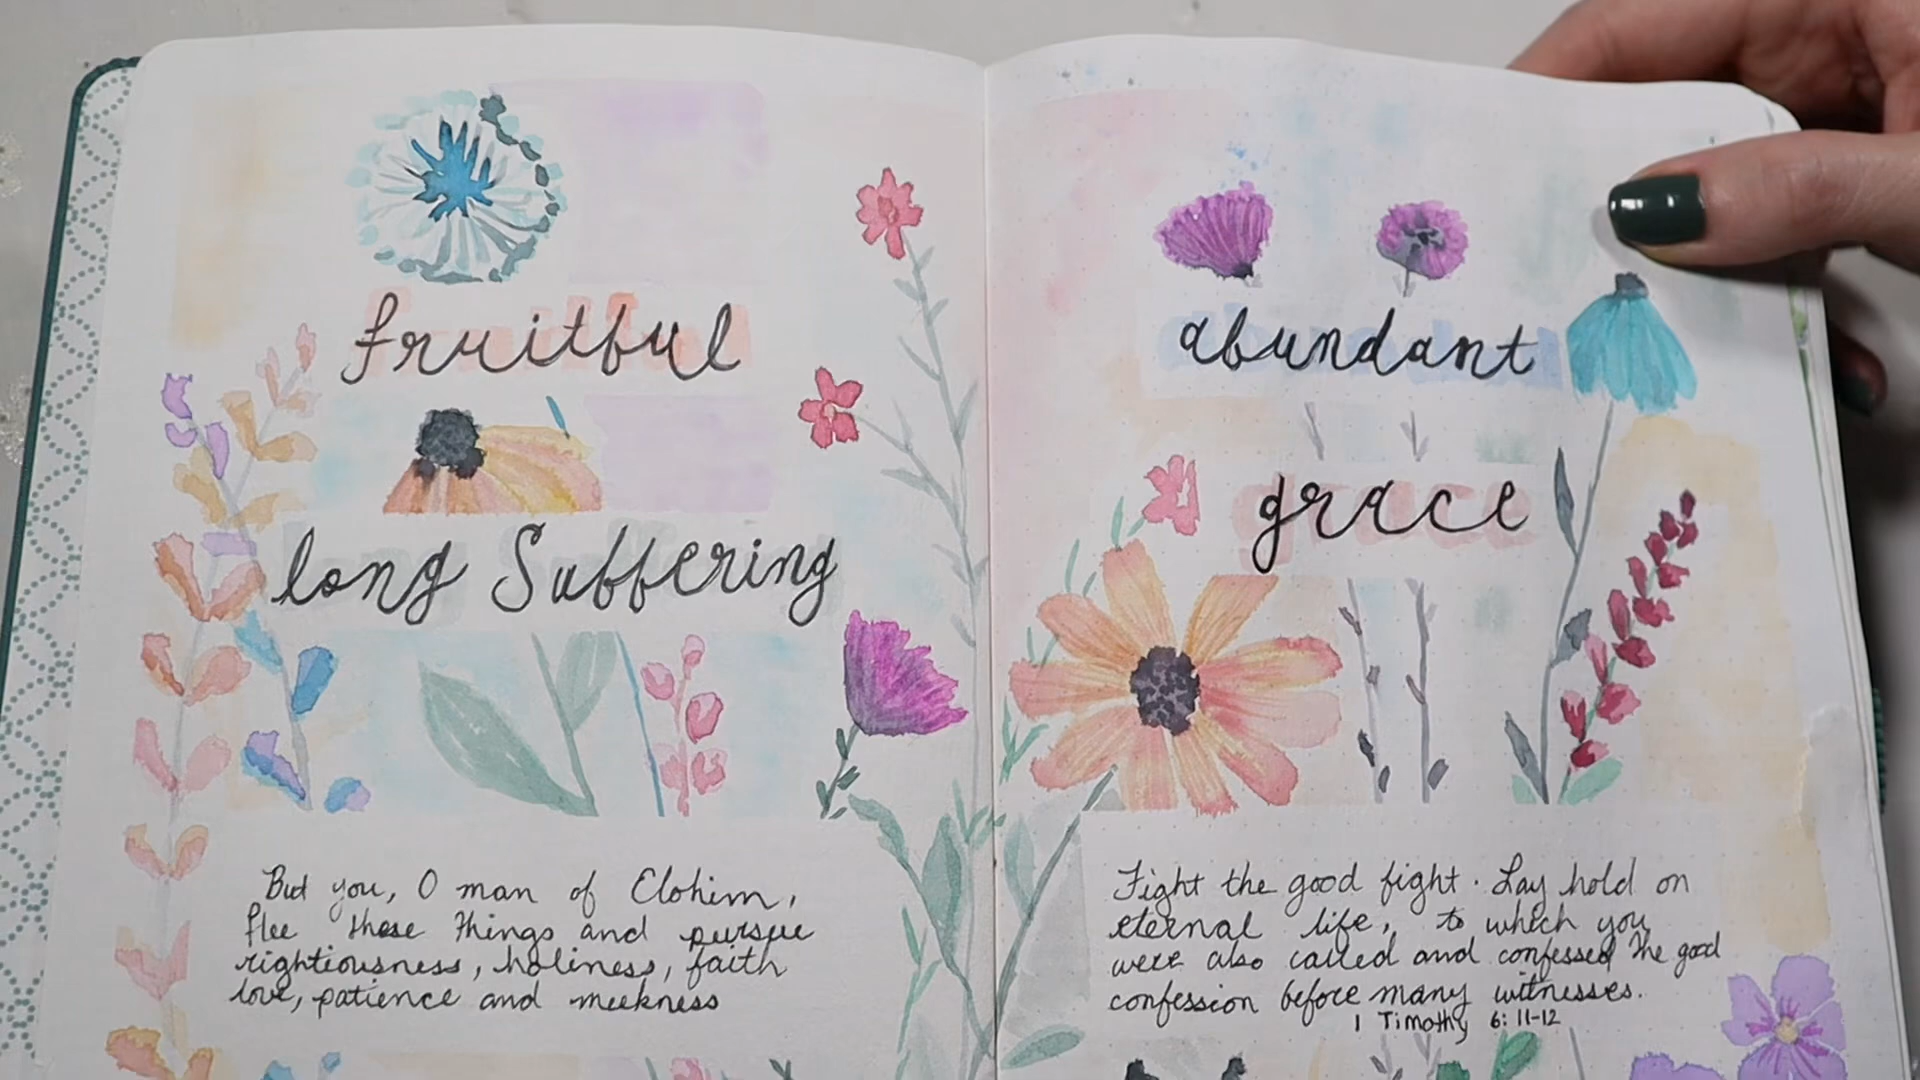 fruitful
long Suffering
But you, O man of Elohim,
flee these things and pursue
rightiousness, holiness, faith
love, patience and meekness
abundant
grace
Fight the good fight. Lay hold on
eternal life, to which you
were also called and confessed the good
confession before many witnesses.
1 Timothy 6:11-12